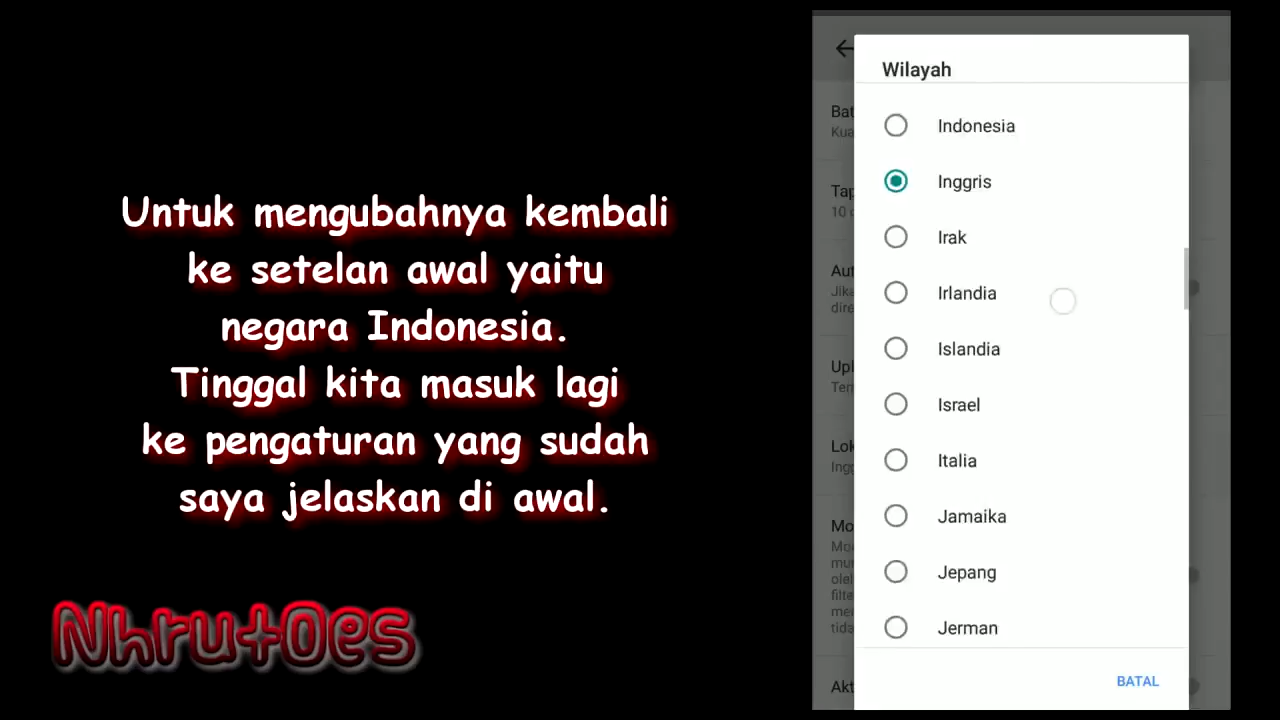 Untuk mengubahnya kembali
ke setelan awal yaitu
negara Indonesia.
Tinggal kita masuk lagi
ke pengaturan yang sudah
saya jelaskan di awal.
Nhrut0es
Wilayah
Indonesia
Inggris
Irak
Irlandia
Islandia
Israel
Italia
Jamaika
Jepang
Jerman
BATAL